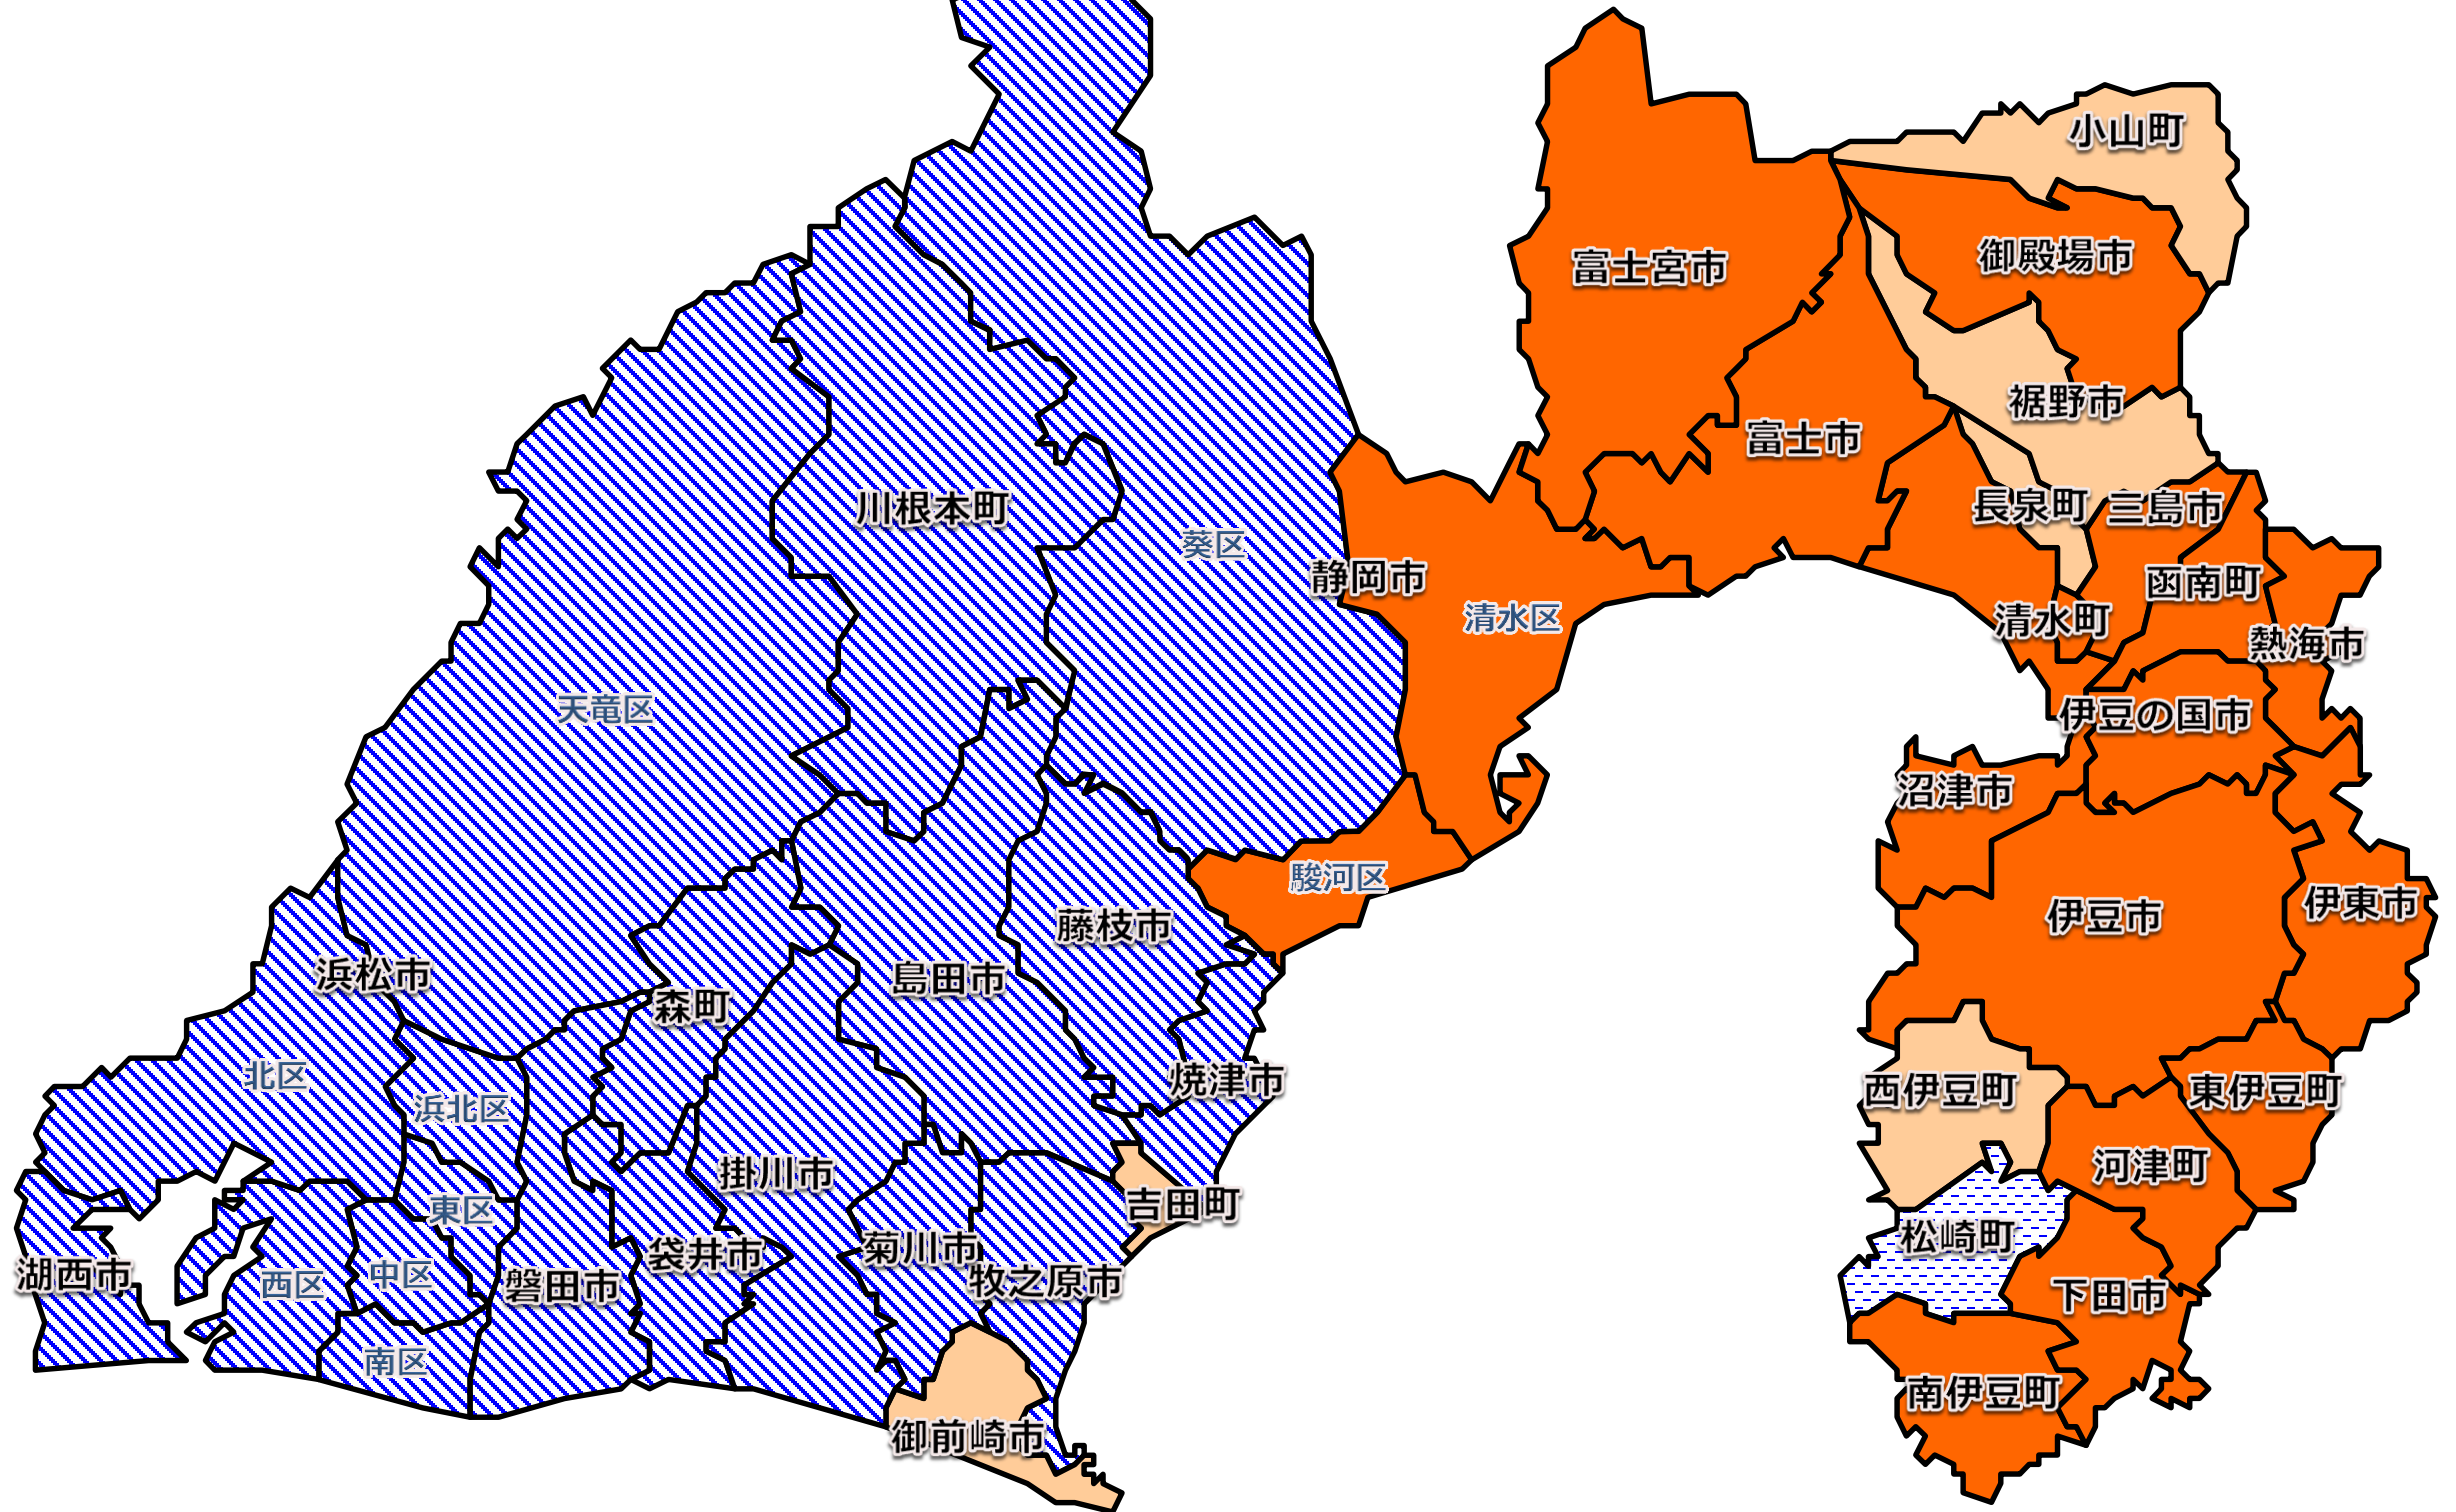 小山町
御殿場市
富士宮市
裾野市
富士市
長泉町
三島市
川根本町
葵区
静岡市
函南町
清水区
清水町
熱海市
天竜区
伊豆の国市
沼津市
駿河区
伊東市
伊豆市
藤枝市
浜松市
島田市
森町
北区
焼津市
西伊豆町
東伊豆町
浜北区
河津町
掛川市
吉田町
東区
松崎町
菊川市
袋井市
湖西市
中区
西区
磐田市
牧之原市
下田市
南区
南伊豆町
御前崎市